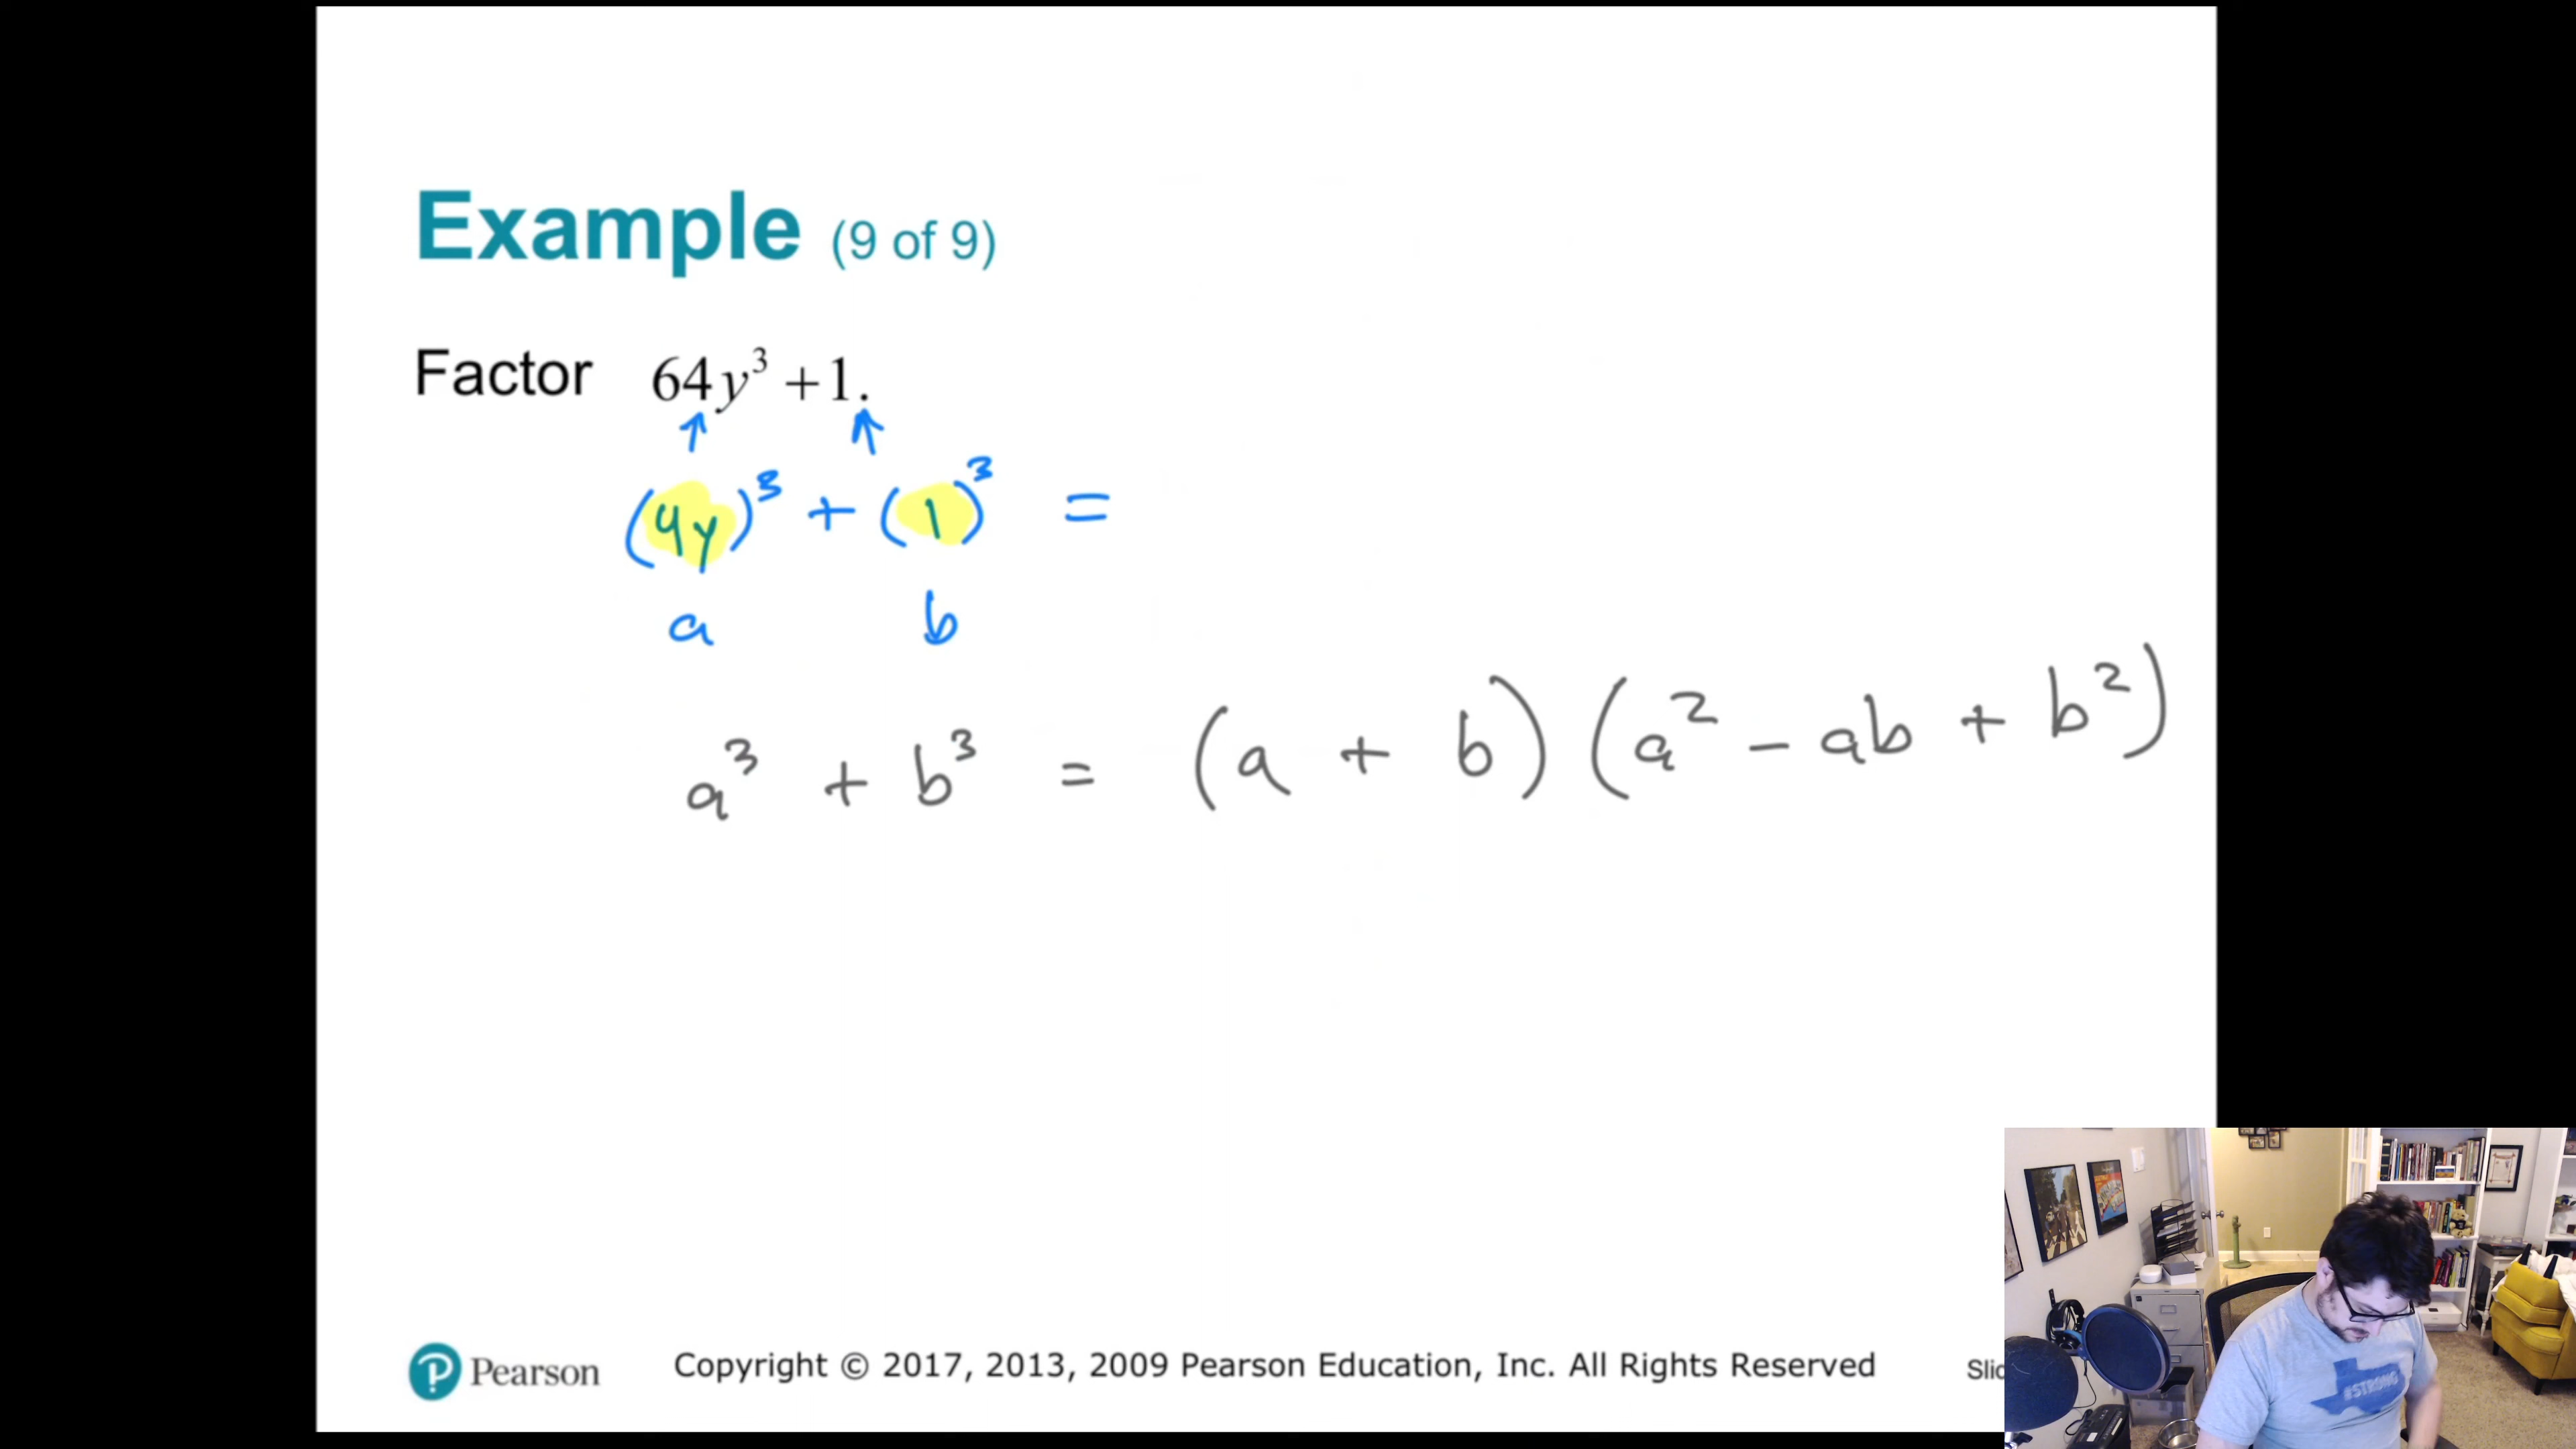 Example (9 of 9)
Factor 64y³ +1.
(4y)³ + (1)³ =
a b
a³ + b³ = (a + b) (a² - ab + b²)
Pearson Copyright © 2017, 2013, 2009 Pearson Education, Inc. All Rights Reserved
#STRONG